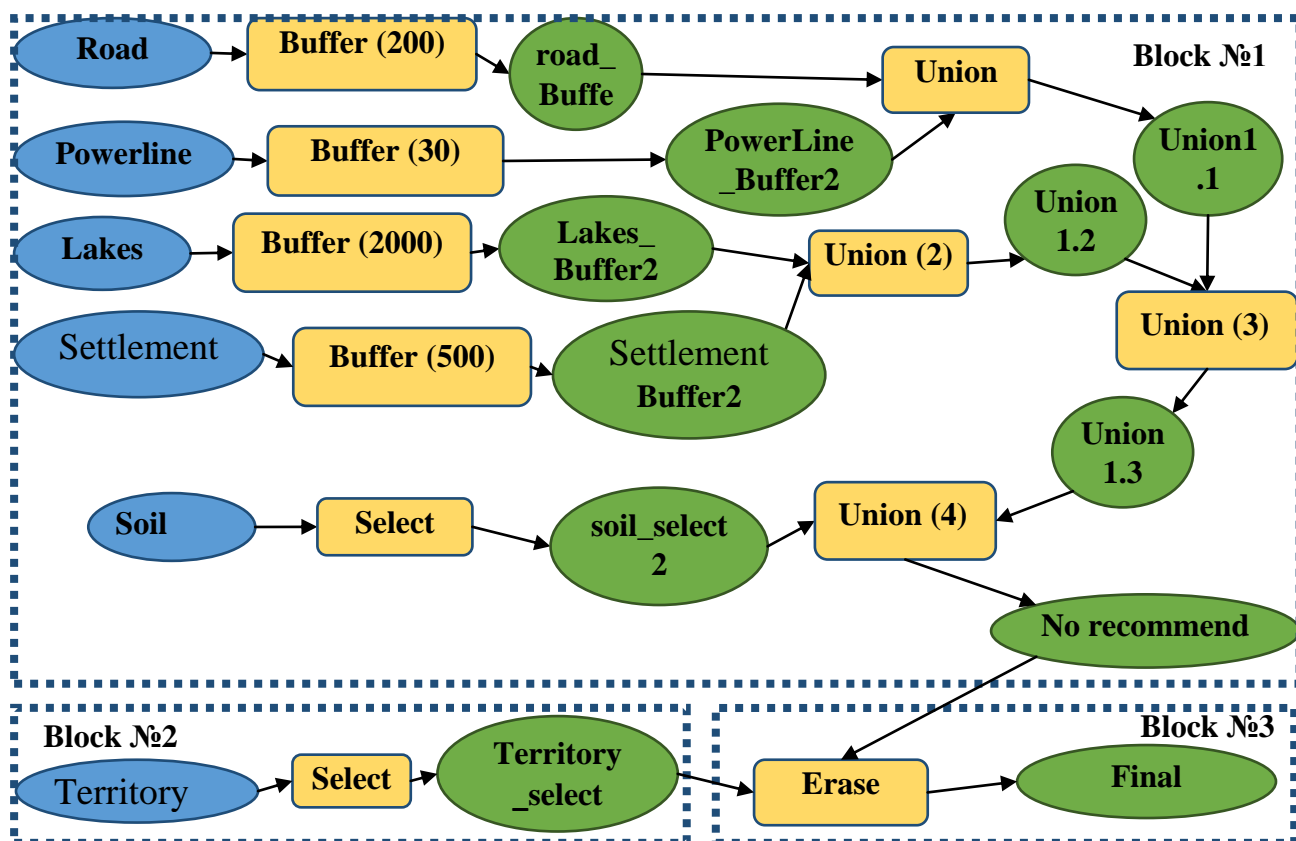 Road
Buffer (200)
road_
Buffe
Union
Block №1
Powerline
Buffer (30)
PowerLine
_Buffer2
Union1
.1
Lakes
Buffer (2000)
Lakes_
Buffer2
Union (2)
Union
1.2
Union (3)
Settlement
Buffer (500)
Settlement
Buffer2
Union
1.3
Soil
Select
soil_select
2
Union (4)
No recommend
Block №2
Territory
Select
Territory
_select
Block №3
Erase
Final